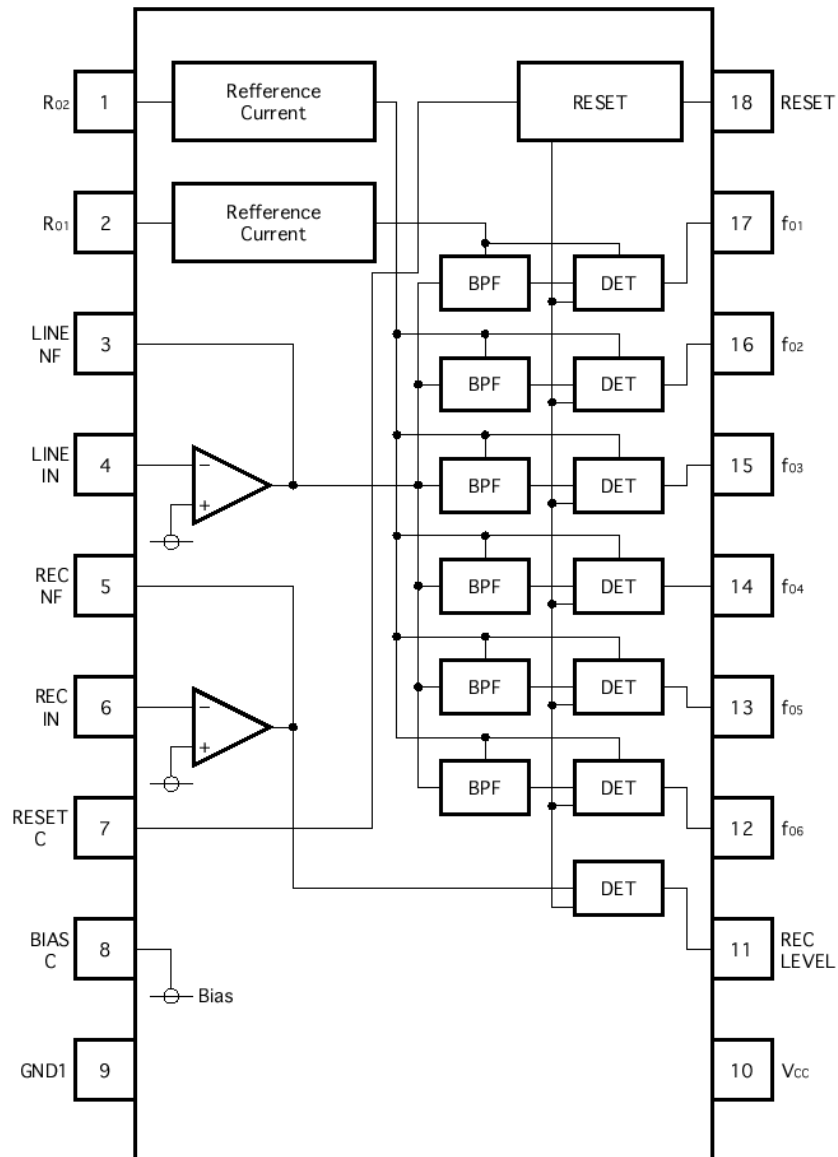 R02 1 Refference
Current RESET 18 RESET
R01 2 Refference
Current 17 f01
BPF DET
LINE
NF 3 16 f02
BPF DET
LINE
IN 4 − 15 f03
BPF DET
+
REC
NF 5 BPF DET 14 f04
REC
IN 6 − BPF DET 13 f05
+
BPF DET
RESET
C 7 12 f06
DET
BIAS
C 8 11 REC
LEVEL
Bias
GND1 9 10 VCC